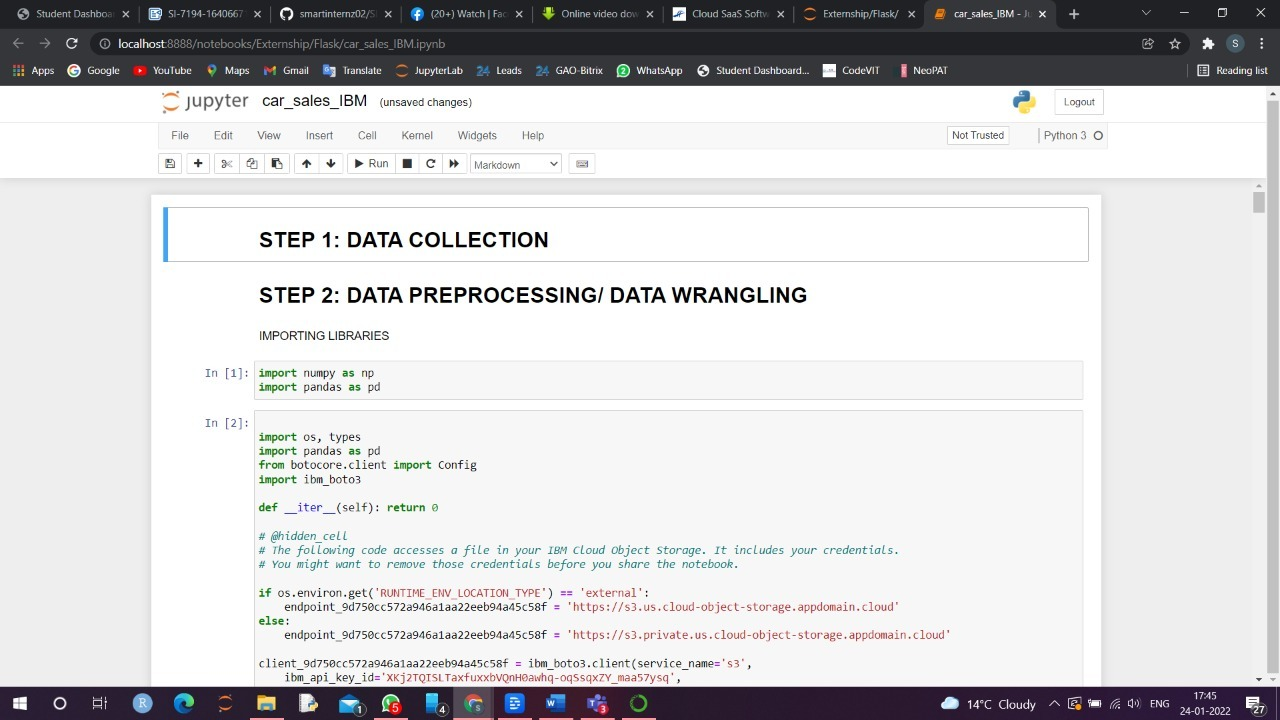 Student Dashboa
SI-7194-1640667
smartinternz02/SI
(20+) Watch | Fac
Online video dow
Cloud SaaS Softw
Externship/Flask/
car_sales_IBM - Ju
localhost:8888/notebooks/Externship/Flask/car_sales_IBM.ipynb
S
Apps Google YouTube Maps Gmail Translate JupyterLab 24 Leads 24 GAO-Bitrix WhatsApp Student Dashboard... CodeVIT NeoPAT Reading list
jupyter car_sales_IBM (unsaved changes) Logout
File Edit View Insert Cell Kernel Widgets Help Not Trusted Python 3
Run Markdown
STEP 1: DATA COLLECTION
STEP 2: DATA PREPROCESSING/ DATA WRANGLING
IMPORTING LIBRARIES
In [1]: import numpy as np
import pandas as pd
In [2]:
import os, types
import pandas as pd
from botocore.client import Config
import ibm_boto3
def __iter__(self): return 0
# @hidden_cell
# The following code accesses a file in your IBM Cloud Object Storage. It includes your credentials.
# You might want to remove those credentials before you share the notebook.
if os.environ.get('RUNTIME_ENV_LOCATION_TYPE') == 'external':
endpoint_9d750cc572a946a1aa22eeb94a45c58f = 'https://s3.us.cloud-object-storage.appdomain.cloud'
else:
endpoint_9d750cc572a946a1aa22eeb94a45c58f = 'https://s3.private.us.cloud-object-storage.appdomain.cloud'
client_9d750cc572a946a1aa22eeb94a45c58f = ibm_boto3.client(service_name='s3',
ibm_api_key_id='XKj2TQISLTaxfuxxbVQnH0awhq-oqSsqxZY_maa57ysq',
R 1 5 4 W 3 14°C Cloudy ENG 17:45
24-01-2022 27